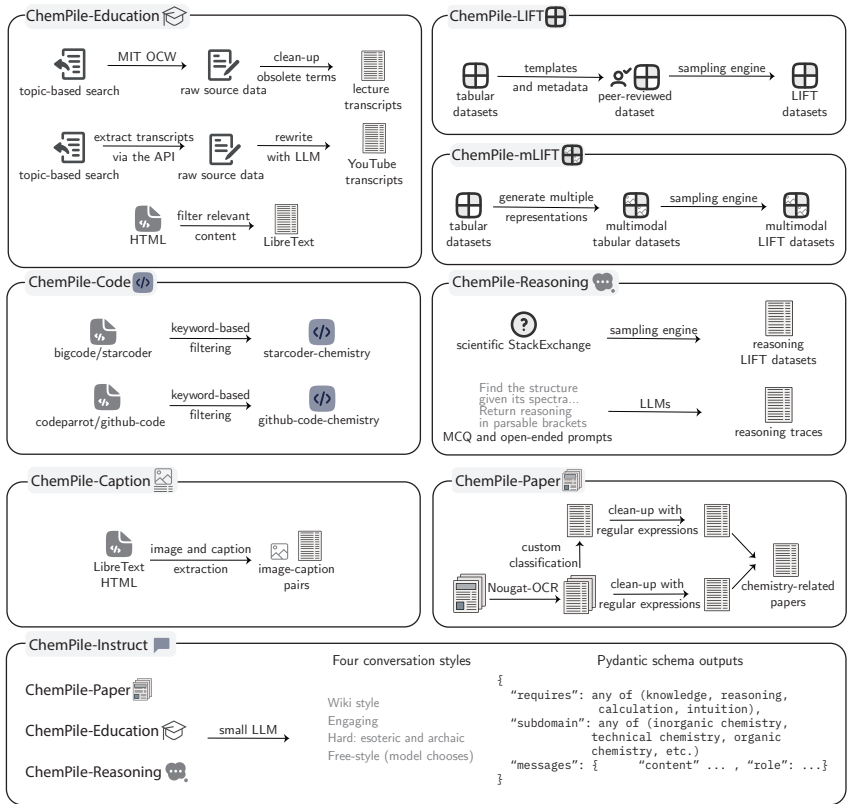 ChemPile-Education
MIT OCW
clean-up
obsolete terms
topic-based search
raw source data
lecture
transcripts
extract transcripts
via the API
rewrite
with LLM
topic-based search
raw source data
YouTube
transcripts
filter relevant
content
HTML
LibreText
ChemPile-LIFT
templates
and metadata
sampling engine
tabular
datasets
peer-reviewed
dataset
LIFT
datasets
ChemPile-mLIFT
generate multiple
representations
sampling engine
tabular
datasets
multimodal
tabular datasets
multimodal
LIFT datasets
ChemPile-Code
keyword-based
filtering
bigcode/starcoder
starcoder-chemistry
keyword-based
filtering
codeparrot/github-code
github-code-chemistry
ChemPile-Reasoning
?
sampling engine
scientific StackExchange
reasoning
LIFT datasets
Find the structure
given its spectra...
Return reasoning
in parsable brackets
LLMs
MCQ and open-ended prompts
reasoning traces
ChemPile-Caption
image and caption
extraction
LibreText
HTML
image-caption
pairs
ChemPile-Paper
clean-up with
regular expressions
custom
classification
Nougat-OCR
clean-up with
regular expressions
chemistry-related
papers
ChemPile-Instruct
ChemPile-Paper
ChemPile-Education
ChemPile-Reasoning
small LLM
Four conversation styles
Wiki style
Engaging
Hard: esoteric and archaic
Free-style (model chooses)
Pydantic schema outputs
{
“requires”: any of (knowledge, reasoning,
calculation, intuition),
“subdomain”: any of (inorganic chemistry,
technical chemistry, organic
chemistry, etc.)
“messages”: { “content” ... , “role”: ...}
}